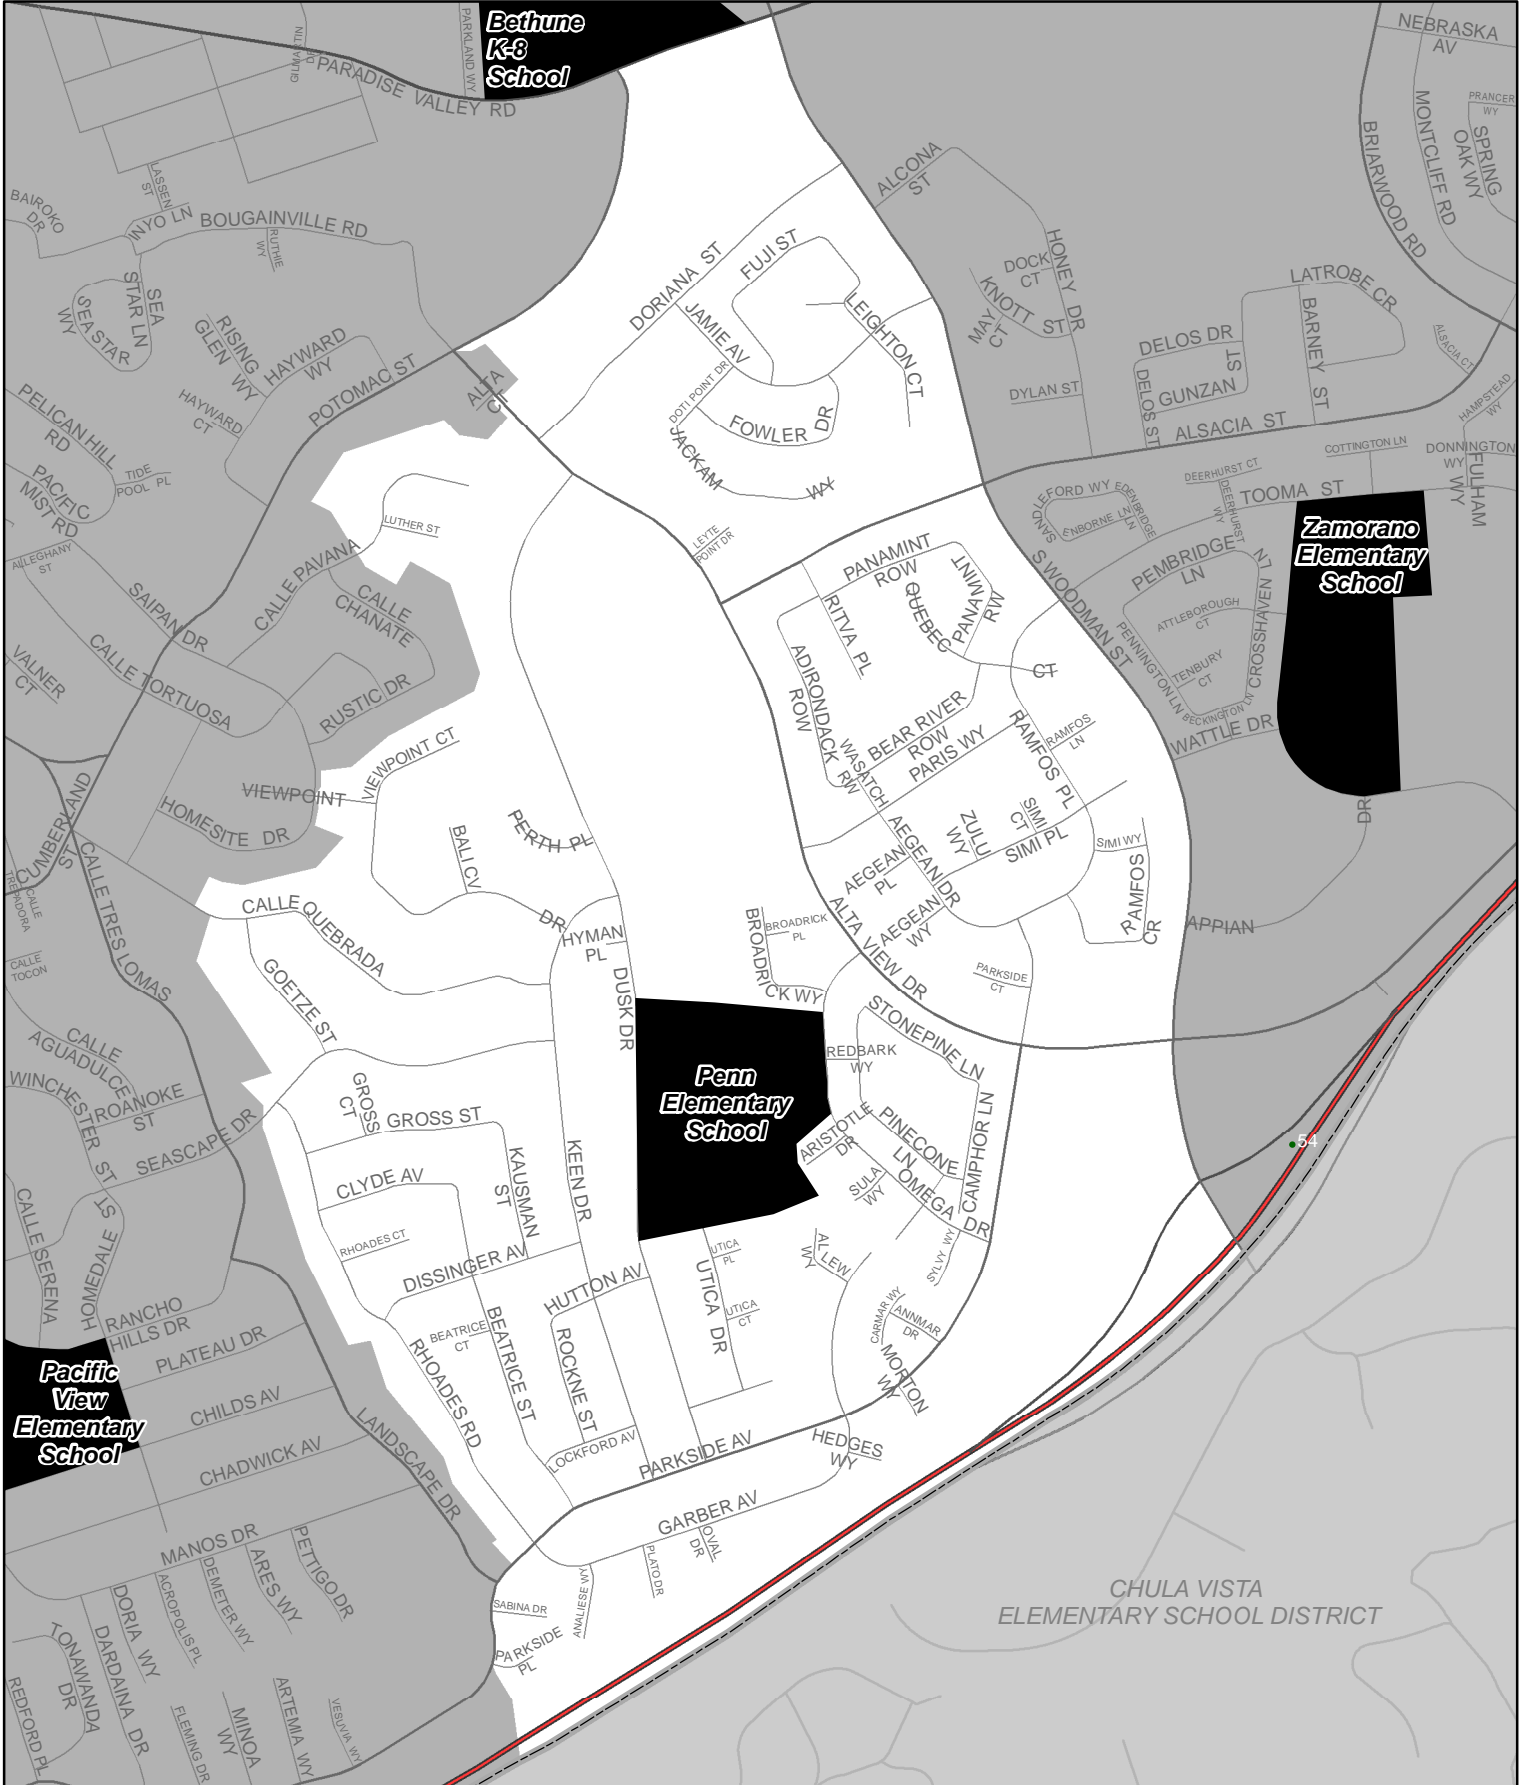 Bethune
K-8
School
NEBRASKA
AV
GILMARTIN
DR
PARKLAND WY
PARADISE VALLEY RD
PRANCER
WY
MONTCLIFF RD
SPRING
OAK WY
BRIARWOOD RD
ALCONA
ST
LASSEN
ST
BAIROKO
DR
INYO LN
BOUGAINVILLE RD
RUTHIE
WY
SEA
STAR LN
SEA STAR
WY
DORIANA ST
FUJI ST
HONEY DR
DOCK
CT
KNOTT ST
MAY
CT
LATROBE CR
BARNEY ST
JAMIE AV
LEIGHTON CT
RISING
GLEN WY
HAYWARD
WY
HAYWARD
CT
POTOMAC ST
ALTA
CT
DELOS DR
DELOS ST
GUNZAN
ST
ALSACIA CT
DYLAN ST
ALSACIA ST
HAMPSTEAD
WY
DOTI POINT DR
FOWLER DR
JACKAM WY
PELICAN HILL
RD
TIDE
POOL PL
PACIFIC
MIST RD
COTTINGTON LN
DONNINGTON
WY
FULHAM
WY
DEERHURST CT
DEERHURST
WY
TOOMA ST
SANDLEFORD WY
EDENBRIDGE
LN
ENBORNE LN
LUTHER ST
LEYTE
POINT DR
Zamorano
Elementary
School
ALLEGHANY
ST
CALLE PAVANA
CALLE
CHANATE
SAIPAN DR
PANAMINT
ROW
PANAMINT
RW
QUEBEC CT
RITVA PL
S WOODMAN ST
PEMBRIDGE
LN
ATTLEBOROUGH
CT
CROSSHAVEN LN
PENNINGTON LN
TENBURY
CT
BECKINGTON LN
WATTLE DR
VALNER
CT
CALLE TORTUOSA
RUSTIC DR
ADIRONDACK
ROW
BEAR RIVER
ROW
PARIS WY
WASATCH
RW
RAMFOS PL
RAMFOS
LN
VIEWPOINT CT
VIEWPOINT DR
HOMESITE DR
PERTH PL
BALI CV
CUMBERLAND
ST
CALLE TRES LOMAS
CALLE
TREPADORA
CALLE
TOCON
AEGEAN DR
AEGEAN
PL
AEGEAN
WY
ZULU
WY
SIMI
CT
SIMI PL
SIMI WY
RAMFOS
CR
APPIAN DR
ALTA VIEW DR
CALLE QUEBRADA
GOETZE ST
HYMAN
PL
DUSK DR
BROADRICK WY
BROADRICK
PL
PARKSIDE
CT
STONEPINE LN
REDBARK
WY
CALLE
AGUADULCE
WINCHESTER ST
ROANOKE
ST
SEASCAPE DR
Penn
Elementary
School
ARISTOTLE
DR
PINECONE
LN
CAMPHOR LN
OMEGA DR
SULA
WY
SYLVY WY
54
GROSS
CT
GROSS ST
CLYDE AV
KAUSMAN
ST
KEEN DR
RHOADES CT
DISSINGER AV
CALLE SERENA
HOMEDALE ST
RANCHO
HILLS DR
PLATEAU DR
CHILDS AV
CHADWICK AV
UTICA
PL
UTICA DR
UTICA
CT
AL LEW
WY
CARMAR WY
ANNMAR
DR
MORTON
WY
HUTTON AV
BEATRICE
CT
BEATRICE ST
ROCKNE ST
RHOADES RD
LOCKFORD AV
PARKSIDE AV
HEDGES
WY
Pacific
View
Elementary
School
LANDSCAPE DR
GARBER AV
OVAL
DR
PLATO DR
ANALIESE WY
SABINA DR
PARKSIDE
PL
MANOS DR
PETTIGO DR
ARES WY
DEMETER WY
ACROPOLIS PL
DORIA WY
DARDAINA DR
TONAWANDA
DR
REDFORD PL
FLEMING DR
MINOA
WY
ARTEMIA WY
VESUVIA WY
CHULA VISTA
ELEMENTARY SCHOOL DISTRICT